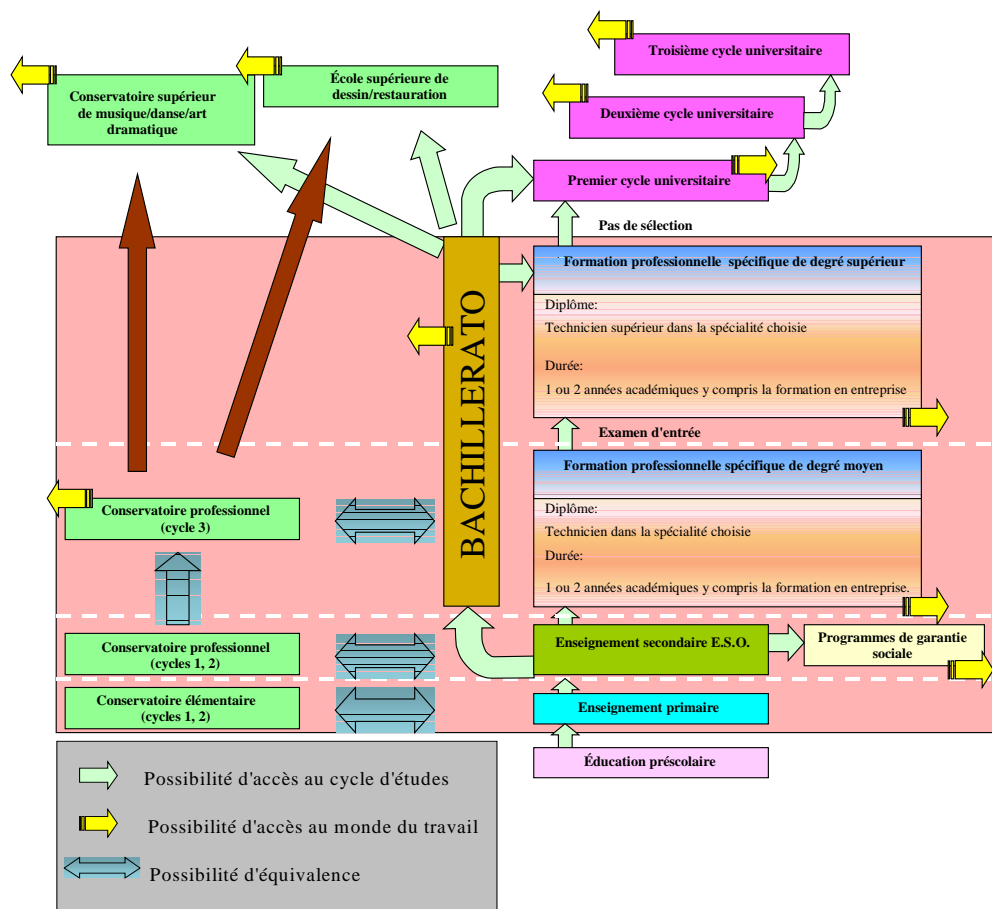 Troisième cycle universitaire
École supérieure de
dessin/restauration
Conservatoire supérieur
de musique/danse/art
dramatique
Deuxième cycle universitaire
Premier cycle universitaire
Pas de sélection
Formation professionnelle spécifique de degré supérieur
Diplôme:
Technicien supérieur dans la spécialité choisie
Durée:
1 ou 2 années académiques y compris la formation en entreprise
BACHILLERATO
Examen d'entrée
Formation professionnelle spécifique de degré moyen
Diplôme:
Technicien dans la spécialité choisie
Durée:
1 ou 2 années académiques y compris la formation en entreprise.
Conservatoire professionnel
(cycle 3)
Conservatoire professionnel
(cycles 1, 2)
Enseignement secondaire E.S.O.
Programmes de garantie
sociale
Conservatoire élémentaire
(cycles 1, 2)
Enseignement primaire
Éducation préscolaire
Possibilité d'accès au cycle d'études
Possibilité d'accès au monde du travail
Possibilité d'équivalence